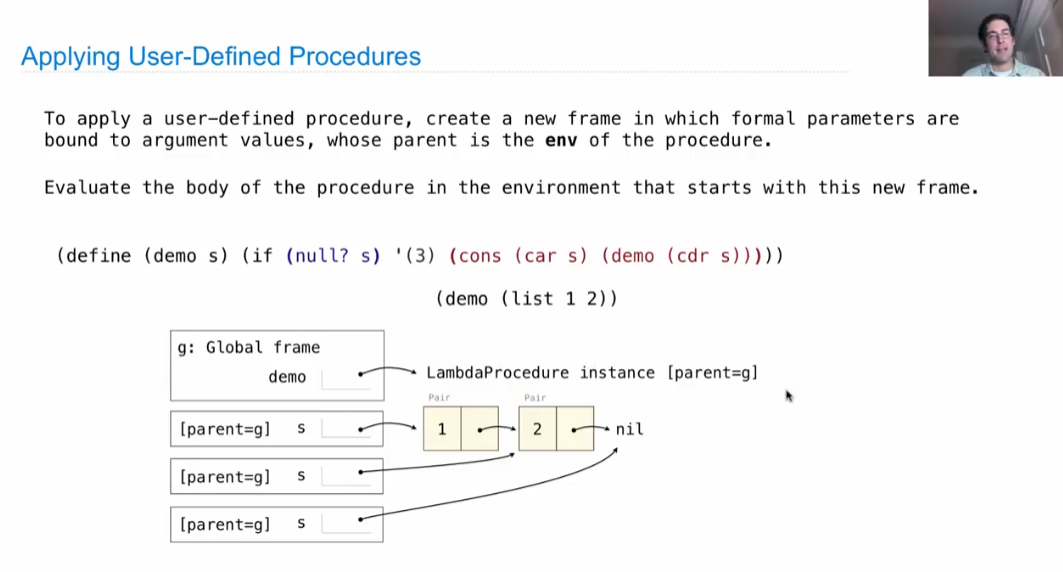 Applying User-Defined Procedures
To apply a user-defined procedure, create a new frame in which formal parameters are
bound to argument values, whose parent is the env of the procedure.
Evaluate the body of the procedure in the environment that starts with this new frame.
(define (demo s) (if (null? s) '(3) (cons (car s) (demo (cdr s)))))
(demo (list 1 2))
g: Global frame
demo
LambdaProcedure instance [parent=g]
Pair Pair
[parent=g] s 1 2 nil
[parent=g] s
[parent=g] s